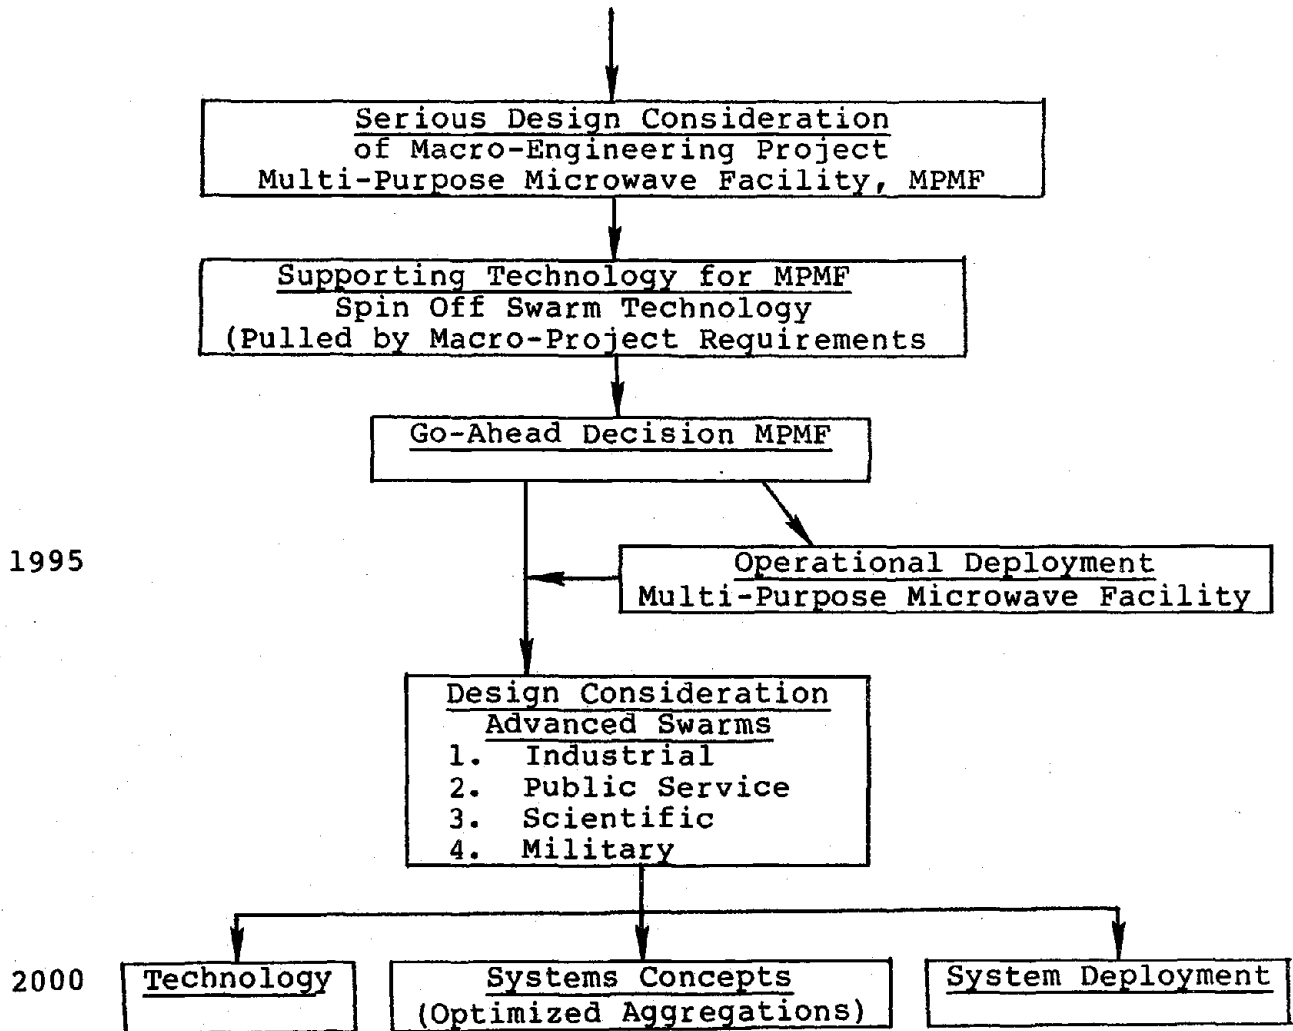 Serious Design Consideration
of Macro-Engineering Project
Multi-Purpose Microwave Facility, MPMF
Supporting Technology for MPMF
Spin Off Swarm Technology
(Pulled by Macro-Project Requirements
Go-Ahead Decision MPMF
1995
Operational Deployment
Multi-Purpose Microwave Facility
Design Consideration
Advanced Swarms
1. Industrial
2. Public Service
3. Scientific
4. Military
2000
Technology
Systems Concepts
(Optimized Aggregations)
System Deployment